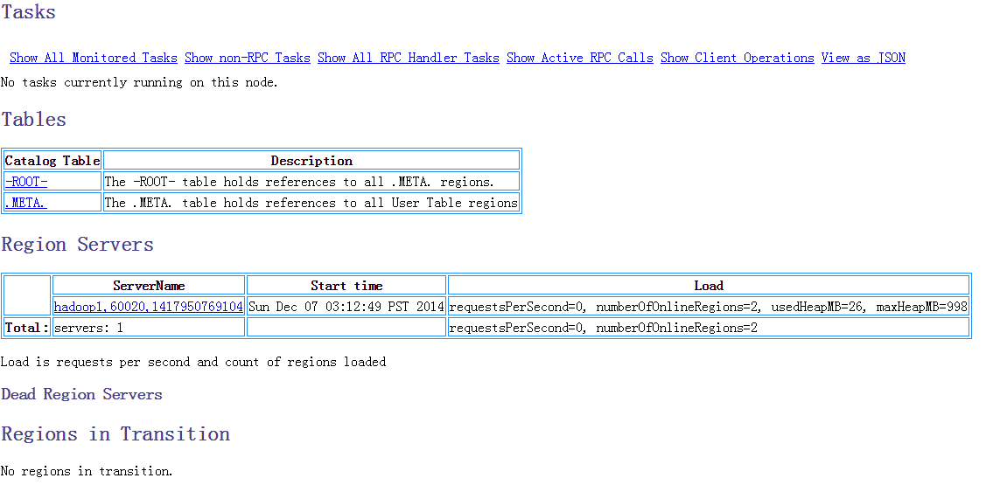 Tasks
Show All Monitored Tasks Show non-RPC Tasks Show All RPC Handler Tasks Show Active RPC Calls Show Client Operations View as JSON
No tasks currently running on this node.
Tables
Catalog Table Description
-ROOT- The -ROOT- table holds references to all .META. regions.
.META. The .META. table holds references to all User Table regions
Region Servers
ServerName Start time Load
hadoop1,60020,1417950769104 Sun Dec 07 03:12:49 PST 2014 requestsPerSecond=0, numberOfOnlineRegions=2, usedHeapMB=26, maxHeapMB=998
Total: servers: 1 requestsPerSecond=0, numberOfOnlineRegions=2
Load is requests per second and count of regions loaded
Dead Region Servers
Regions in Transition
No regions in transition.